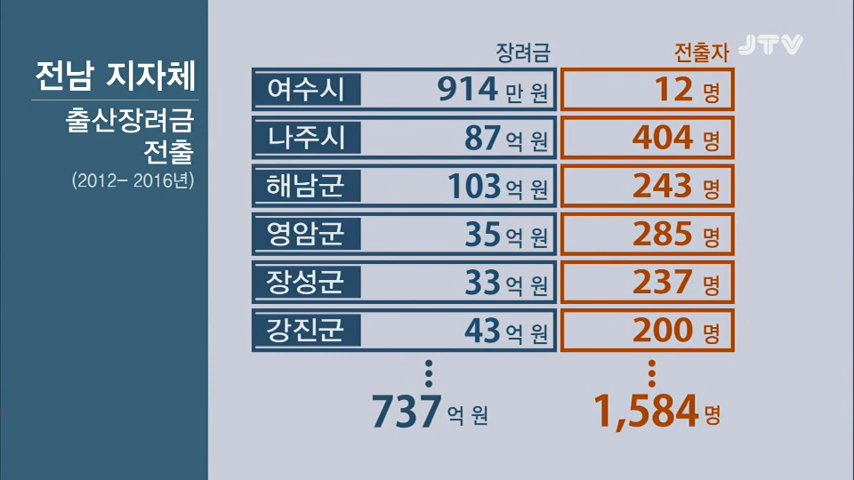 전남 지자체
출산장려금
전출
(2012- 2016년)
JTV
장려금 전출자
여수시 914 만 원 12 명
나주시 87 억 원 404 명
해남군 103 억 원 243 명
영암군 35 억 원 285 명
장성군 33 억 원 237 명
강진군 43 억 원 200 명
737 억 원 1,584 명